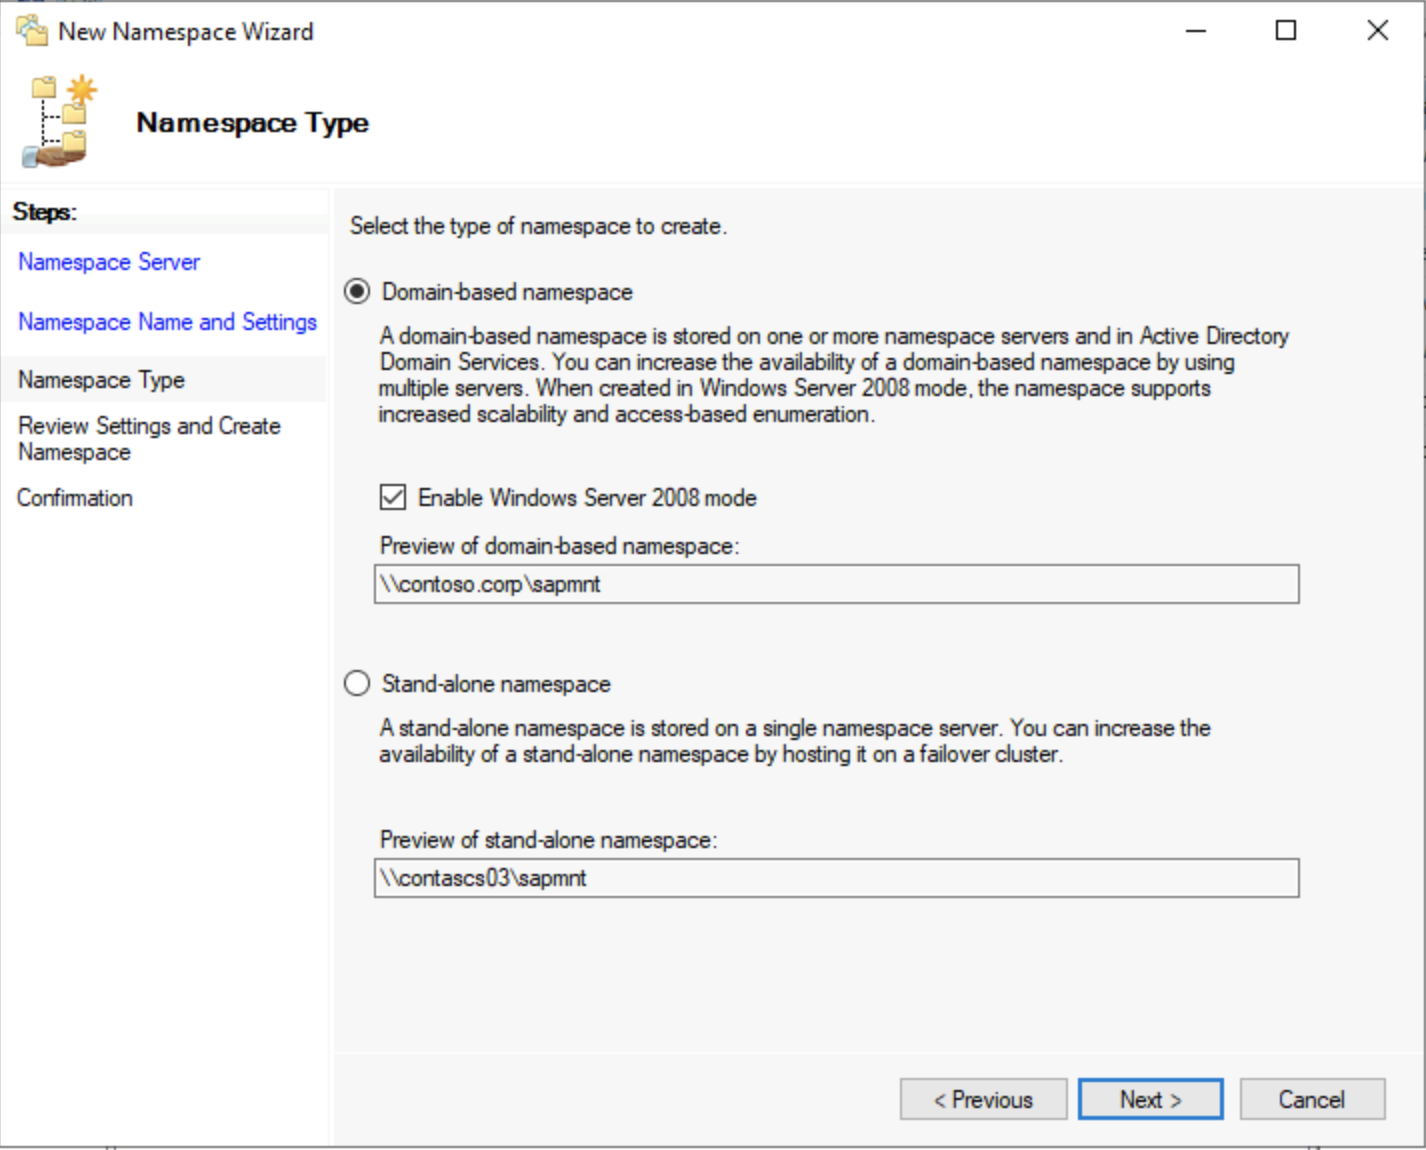 New Namespace Wizard
Namespace Type
Steps:
Namespace Server
Namespace Name and Settings
Namespace Type
Review Settings and Create
Namespace
Confirmation
Select the type of namespace to create.
Domain-based namespace
A domain-based namespace is stored on one or more namespace servers and in Active Directory
Domain Services. You can increase the availability of a domain-based namespace by using
multiple servers. When created in Windows Server 2008 mode, the namespace supports
increased scalability and access-based enumeration.
Enable Windows Server 2008 mode
Preview of domain-based namespace:
\\contoso.corp\sapmnt
Stand-alone namespace
A stand-alone namespace is stored on a single namespace server. You can increase the
availability of a stand-alone namespace by hosting it on a failover cluster.
Preview of stand-alone namespace:
\\contascs03\sapmnt
< Previous
Next >
Cancel